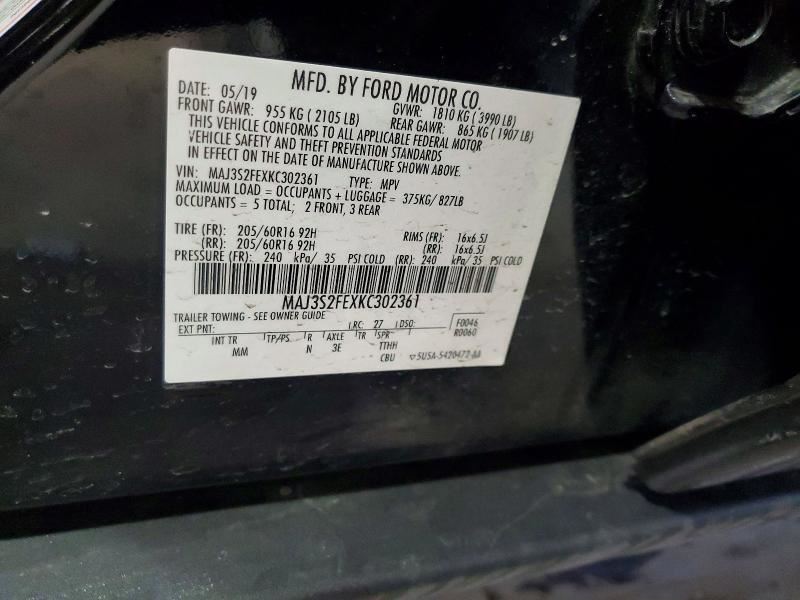 MFD. BY FORD MOTOR CO.
DATE: 05/19 GVWR: 1810 KG ( 3990 LB)
FRONT GAWR: 955 KG ( 2105 LB) REAR GAWR: 865 KG ( 1907 LB)
THIS VEHICLE CONFORMS TO ALL APPLICABLE FEDERAL MOTOR
VEHICLE SAFETY AND THEFT PREVENTION STANDARDS
IN EFFECT ON THE DATE OF MANUFACTURE SHOWN ABOVE.
VIN: MAJ3S2FEXKC302361 TYPE: MPV
MAXIMUM LOAD = OCCUPANTS + LUGGAGE = 375KG/ 827LB
OCCUPANTS = 5 TOTAL; 2 FRONT, 3 REAR
TIRE (FR): 205/60R16 92H RIMS (FR): 16x6.5J
(RR): 205/60R16 92H (RR): 16x6.5J
PRESSURE (FR): 240 kPa/ 35 PSI COLD (RR): 240 kPa/ 35 PSI COLD
MAJ3S2FEXKC302361
TRAILER TOWING - SEE OWNER GUIDE
EXT PNT: RC: 27 DSO: F0046
R0060
INT TR TP/PS R AXLE TR SPR
MM N 3E TTHH
CBU 5U5A-5420472-AA